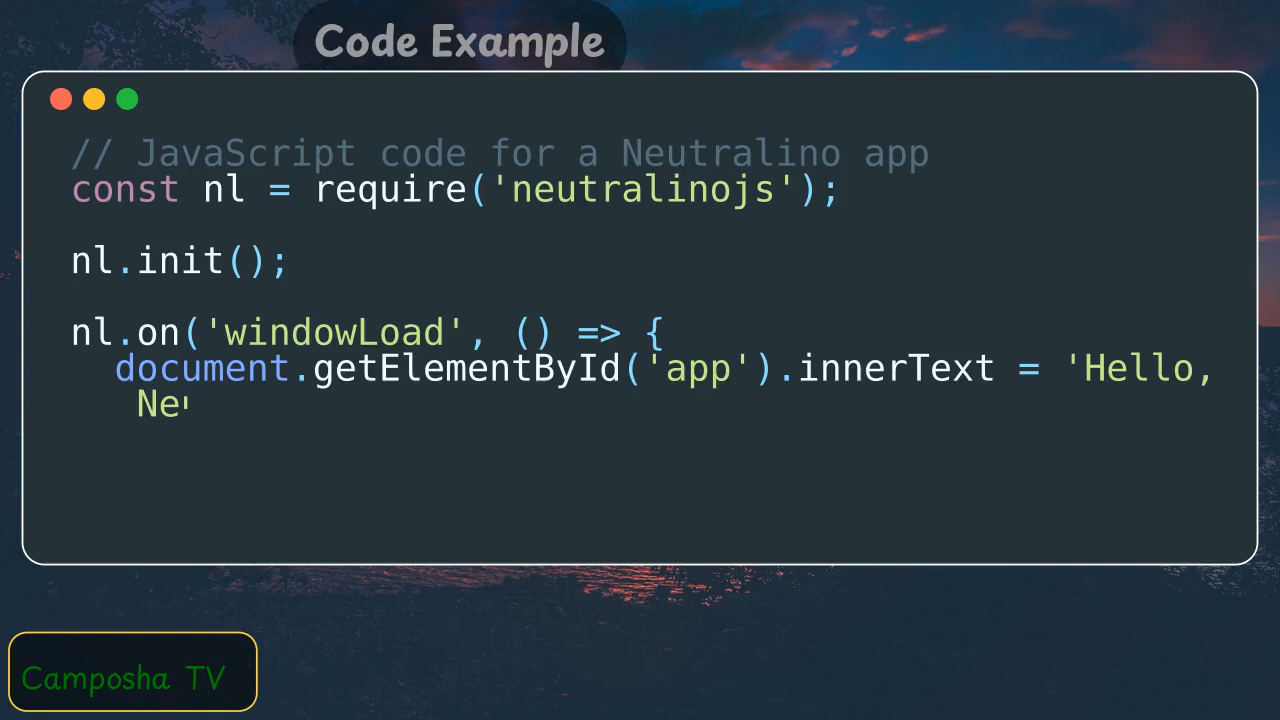 Code Example
// JavaScript code for a Neutralino app
const nl = require('neutralinojs');
nl.init();
nl.on('windowLoad', () => {
document.getElementById('app').innerText = 'Hello,
Ne
Camposha TV